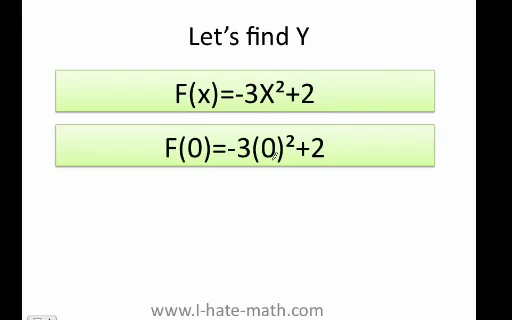 Let's find Y
F(x)=-3X²+2
F(0)=-3(0)²+2
www.I-hate-math.com